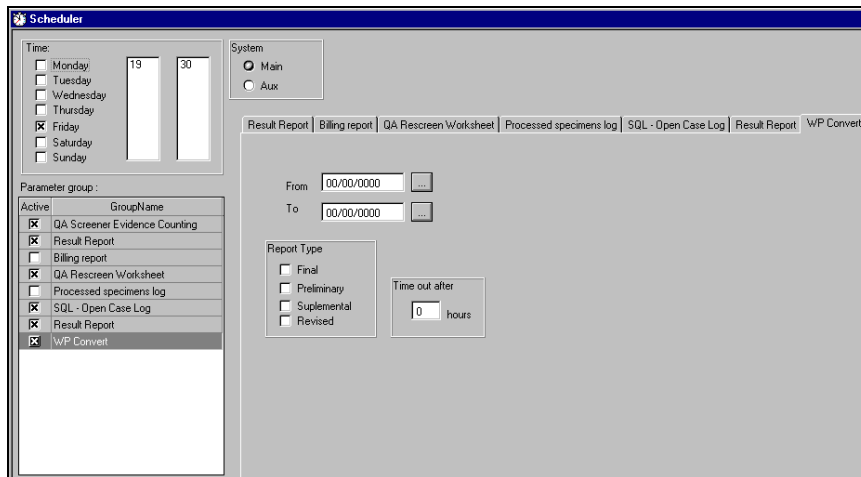 Scheduler
Time:
Monday
Tuesday
Wednesday
Thursday
Friday
Saturday
Sunday
19
30
System
Main
Aux
Result Report
Billing report
QA Rescreen Worksheet
Processed specimens log
SQL - Open Case Log
Result Report
WP Convert
From 00/00/0000 ...
To 00/00/0000 ...
Report Type
Final
Preliminary
Suplemental
Revised
Time out after
0 hours
Parameter group :
Active GroupName
QA Screener Evidence Counting
Result Report
Billing report
QA Rescreen Worksheet
Processed specimens log
SQL - Open Case Log
Result Report
WP Convert